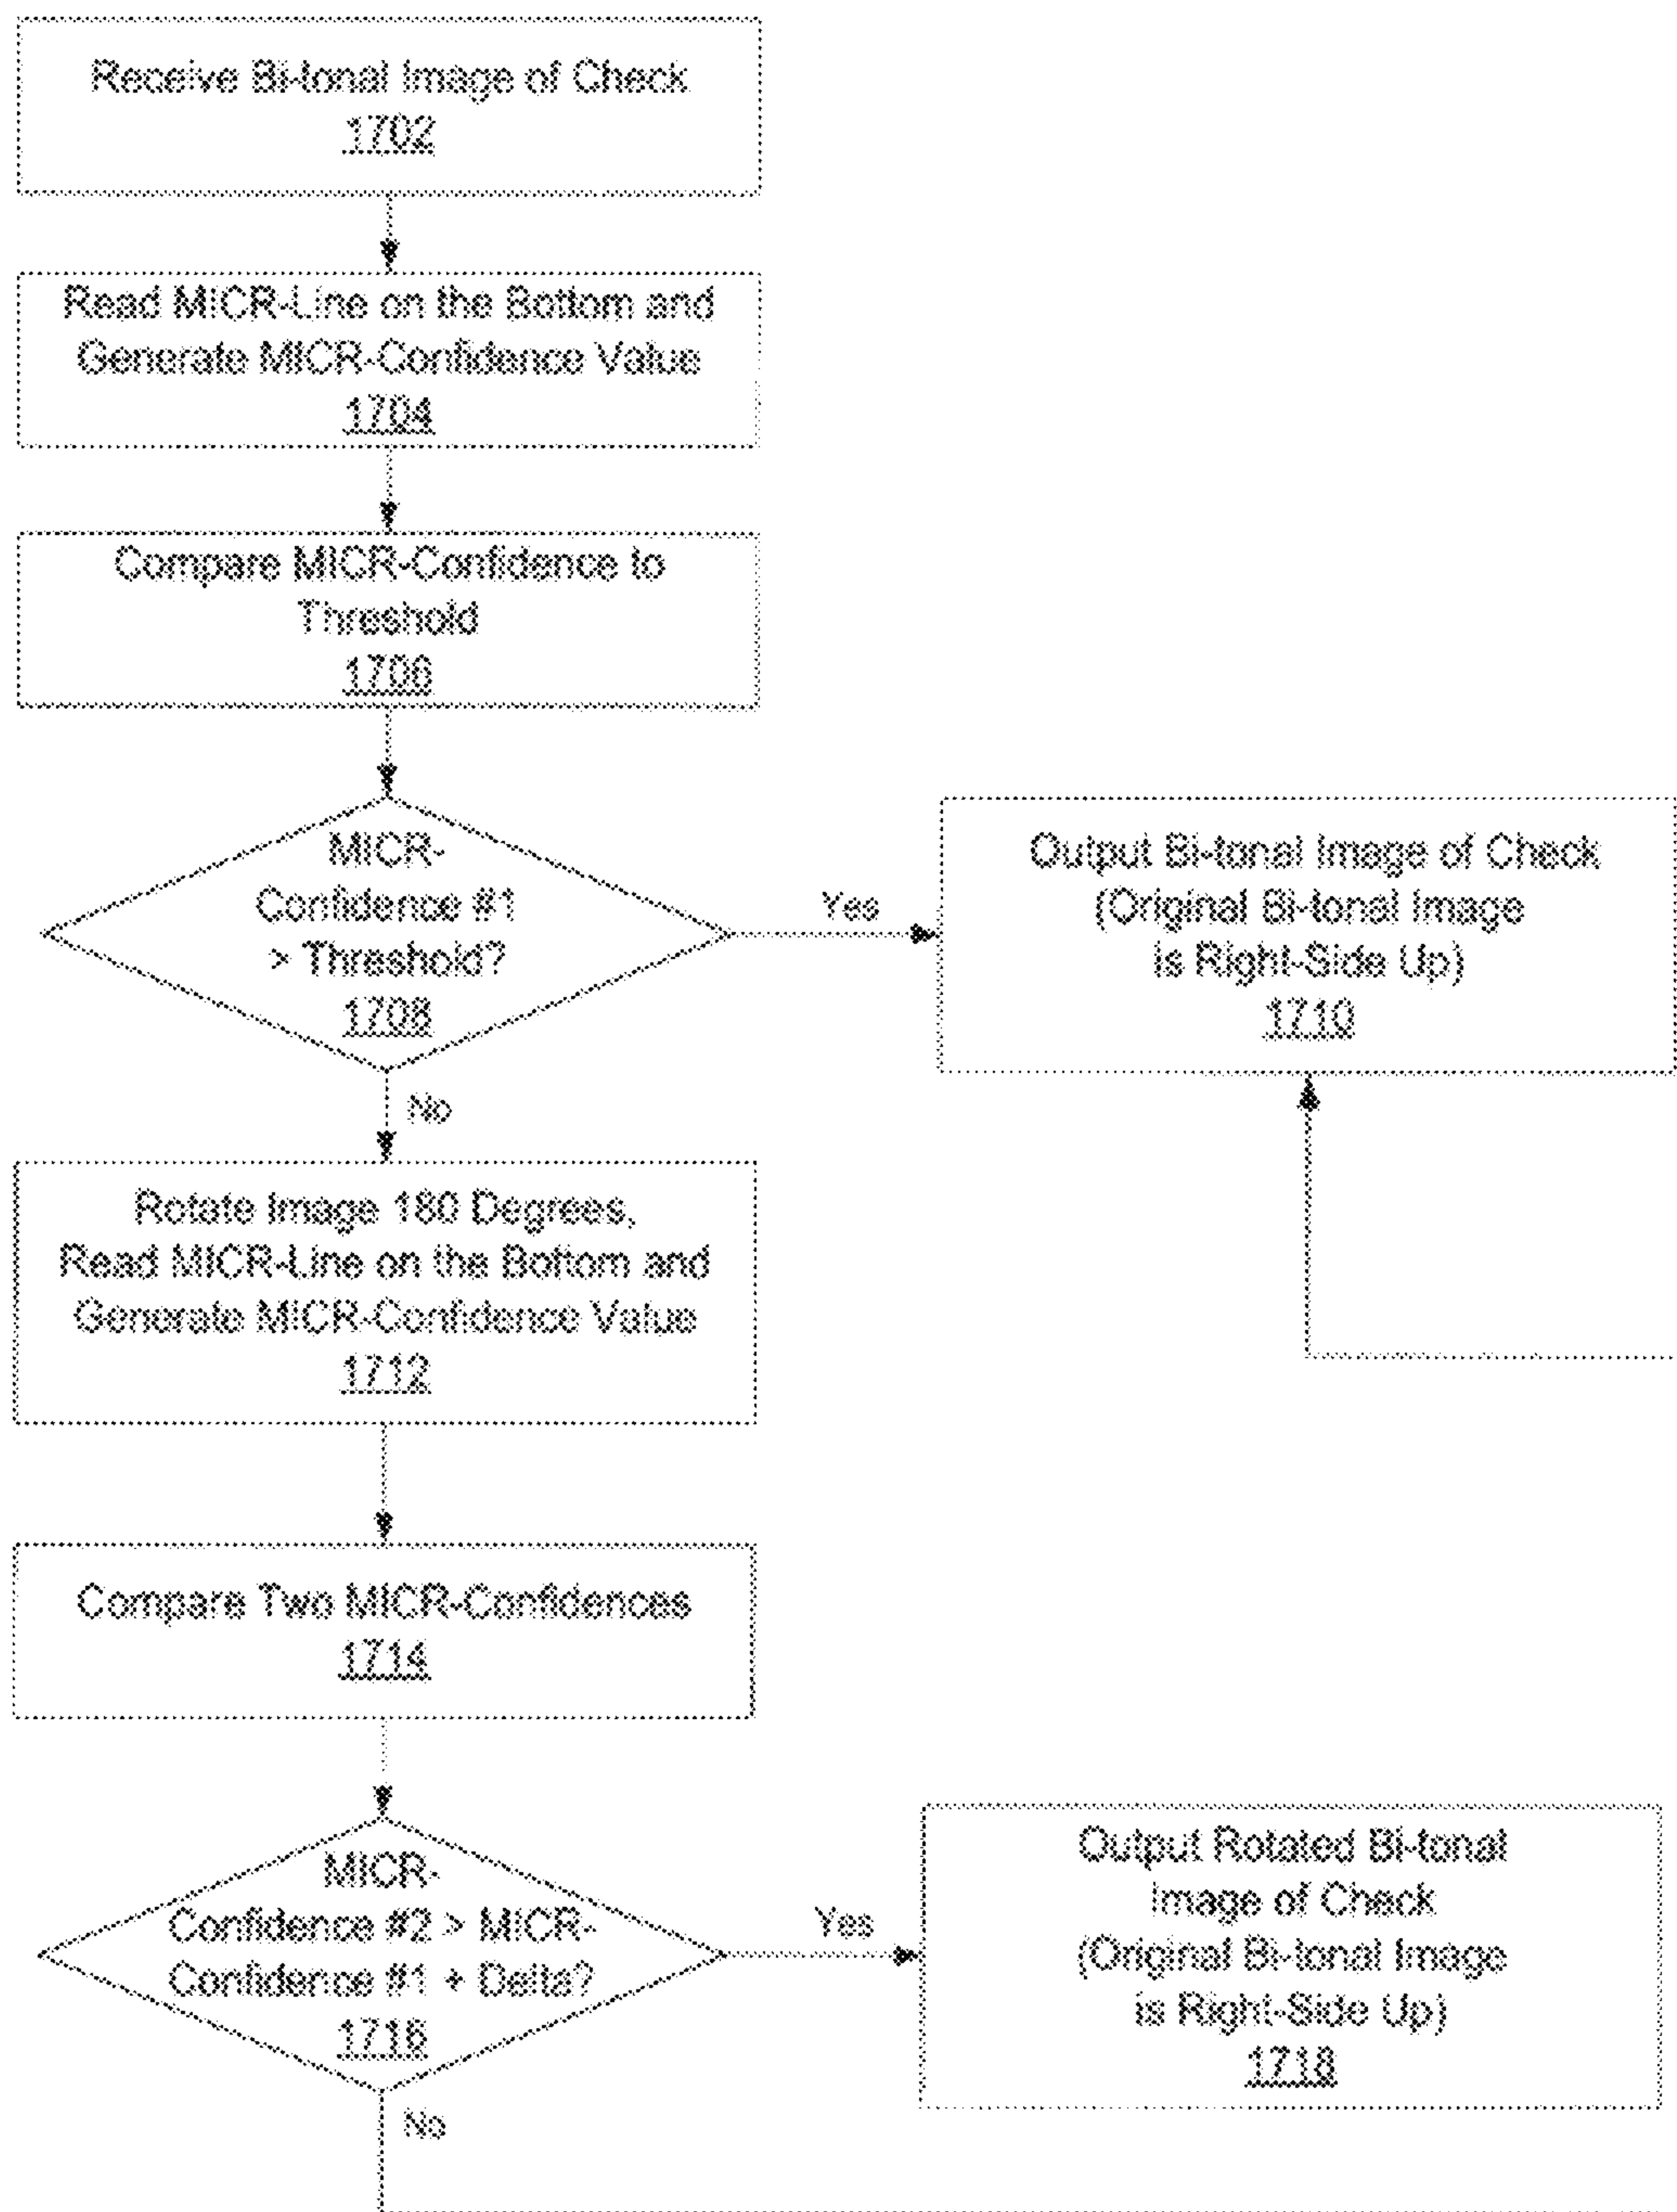 Receive Bi-tonal Image of Check
1702
Read MICR-Line on the Bottom and
Generate MICR-Confidence Value
1704
Compare MICR-Confidence to
Threshold
1706
MICR-
Confidence #1
> Threshold?
1708
Yes
Output Bi-tonal Image of Check
(Original Bi-tonal Image
is Right-Side Up)
1710
No
Rotate Image 180 Degrees,
Read MICR-Line on the Bottom and
Generate MICR-Confidence Value
1712
Compare Two MICR-Confidences
1714
MICR-
Confidence #2 > MICR-
Confidence #1 + Delta?
1716
Yes
Output Rotated Bi-tonal
Image of Check
(Original Bi-tonal Image
is Right-Side Up)
1718
No